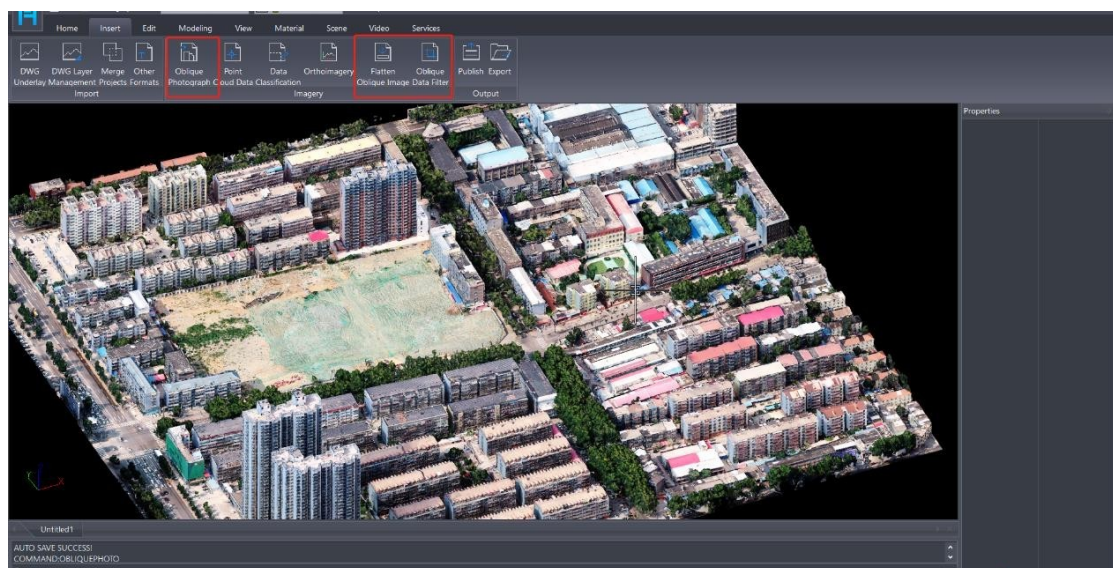 Home Insert Edit Modeling View Material Scene Video Services
DWG DWG Layer Merge Other Oblique Point Data Orthoimagery Flatten Oblique Publish Export
Underlay Management Projects Formats Photograph Cloud Data Classification Oblique Image Data Filter
Import Imagery Output
Properties
Untitled1
AUTO SAVE SUCCESS!
COMMAND:OBLIQUEPHOTO